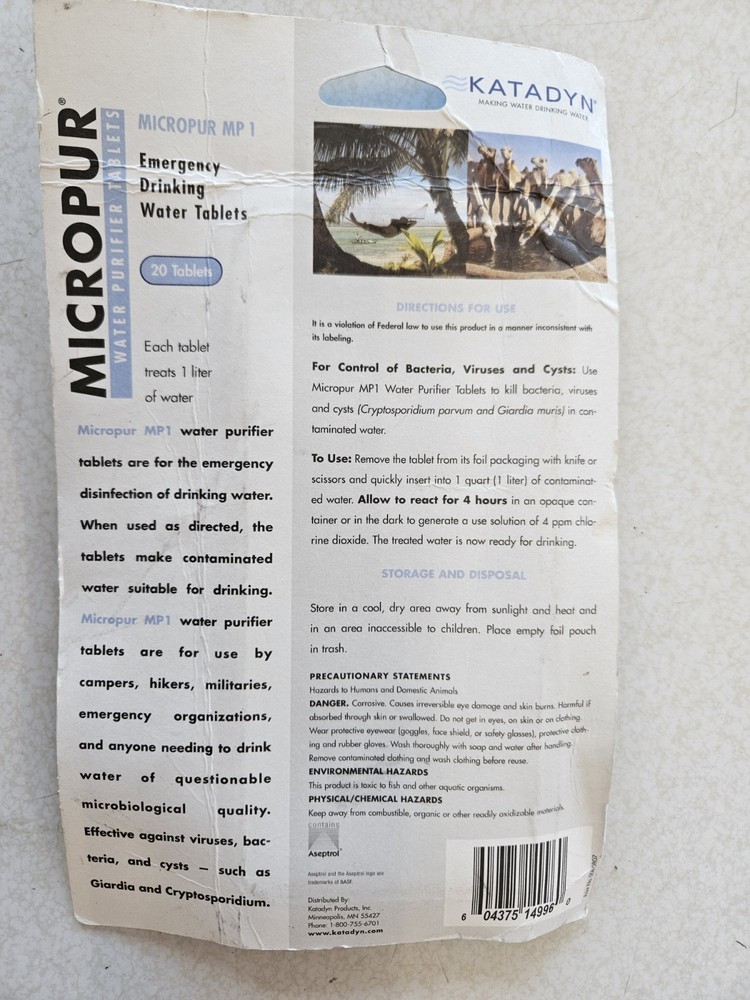 MICROPUR®
WATER PURIFIER TABLETS
MICROPUR MP 1
Emergency
Drinking
Water Tablets
20 Tablets
Each tablet
treats 1 liter
of water
Micropur MP1 water purifier
tablets are for the emergency
disinfection of drinking water.
When used as directed, the
tablets make contaminated
water suitable for drinking.
Micropur MP1 water purifier
tablets are for use by
campers, hikers, militaries,
emergency organizations,
and anyone needing to drink
water of questionable
microbiological quality.
Effective against viruses, bac-
teria, and cysts – such as
Giardia and Cryptosporidium.
KATADYN®
MAKING WATER DRINKING WATER
DIRECTIONS FOR USE
It is a violation of Federal law to use this product in a manner inconsistent with
its labeling.
For Control of Bacteria, Viruses and Cysts: Use
Micropur MP1 Water Purifier Tablets to kill bacteria, viruses
and cysts (Cryptosporidium parvum and Giardia muris) in con-
taminated water.
To Use: Remove the tablet from its foil packaging with knife or
scissors and quickly insert into 1 quart (1 liter) of contaminat-
ed water. Allow to react for 4 hours in an opaque con-
tainer or in the dark to generate a use solution of 4 ppm chlo-
rine dioxide. The treated water is now ready for drinking.
STORAGE AND DISPOSAL
Store in a cool, dry area away from sunlight and heat and
in an area inaccessible to children. Place empty foil pouch
in trash.
PRECAUTIONARY STATEMENTS
Hazards to Humans and Domestic Animals
DANGER. Corrosive. Causes irreversible eye damage and skin burns. Harmful if
absorbed through skin or swallowed. Do not get in eyes, on skin or on clothing.
Wear protective eyewear (goggles, face shield, or safety glasses), protective cloth-
ing and rubber gloves. Wash thoroughly with soap and water after handling.
Remove contaminated clothing and wash clothing before reuse.
ENVIRONMENTAL HAZARDS
This product is toxic to fish and other aquatic organisms.
PHYSICAL/CHEMICAL HAZARDS
Keep away from combustible, organic or other readily oxidizable materials.
contains
Aseptrol®
Aseptrol and the Aseptrol logo are
trademarks of BASF
Distributed By:
Katadyn Products, Inc.
Minneapolis, MN 55427
Phone: 1-800-755-6701
www.katadyn.com
6 04375 14996 0